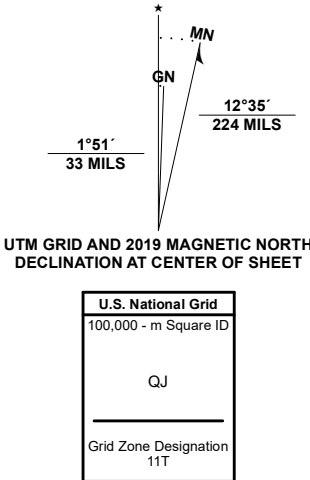 ★
MN
GN
12°35´
224 MILS
1°51´
33 MILS
UTM GRID AND 2019 MAGNETIC NORTH
DECLINATION AT CENTER OF SHEET
U.S. National Grid
100,000 - m Square ID
QJ
Grid Zone Designation
11T